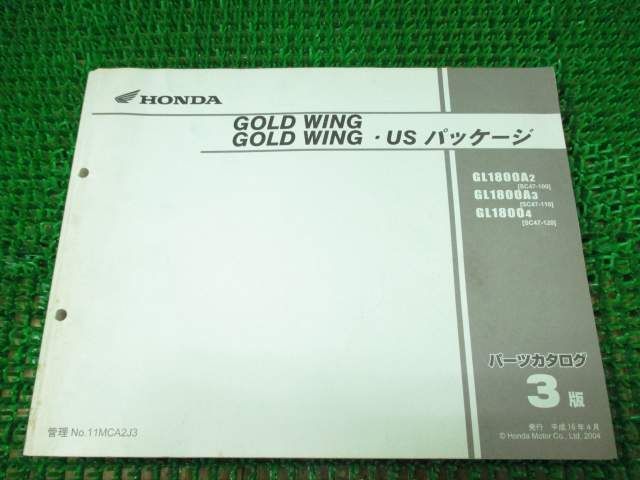 HONDA
GOLD WING
GOLD WING・US パッケージ
GL1800A2
[SC47-100]
GL1800A3
[SC47-110]
GL18004
[SC47-120]
パーツカタログ
3版
発行 平成16年4月
© Honda Motor Co., Ltd, 2004
管理 No.11MCA2J3